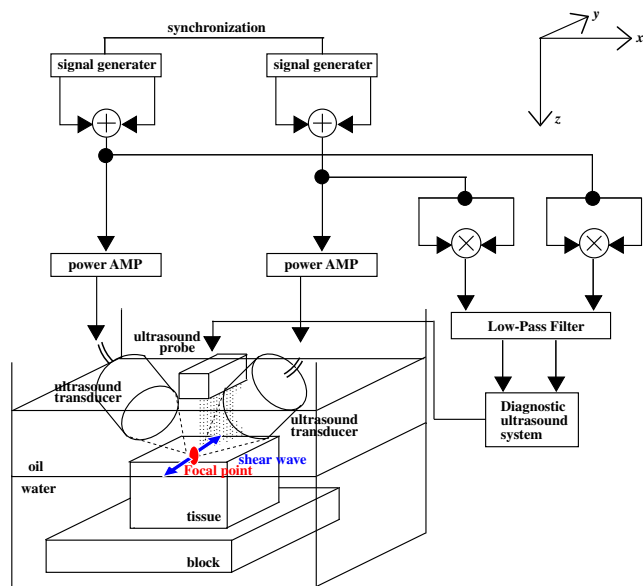 synchronization
signal generater
signal generater
y
x
z
power AMP
power AMP
Low-Pass Filter
ultrasound
probe
ultrasound
transducer
ultrasound
transducer
Diagnostic
ultrasound
system
shear wave
Focal point
oil
water
tissue
block